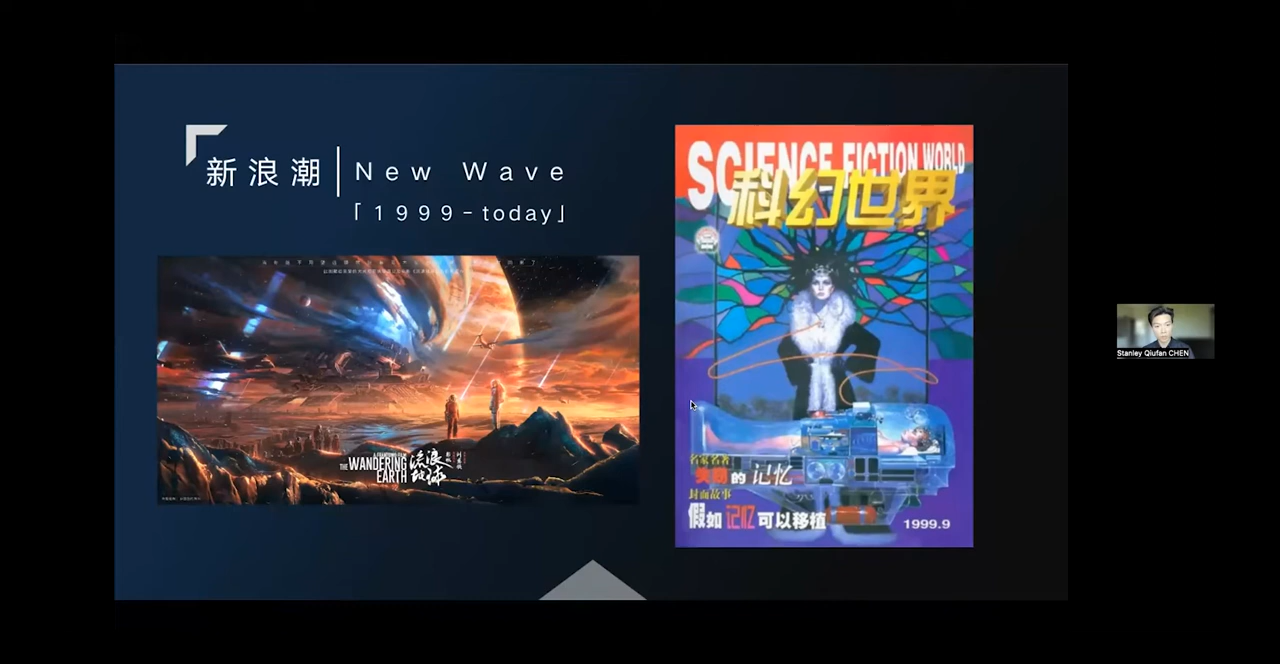 新浪潮
New Wave
「1999-today」
THE WANDERING
EARTH
流浪
地球
SCIENCE FICTION WORLD
科幻世界
名家名著
失窃的记忆
封面故事
假如记忆可以移植
1999.9
Stanley Qiufan CHEN